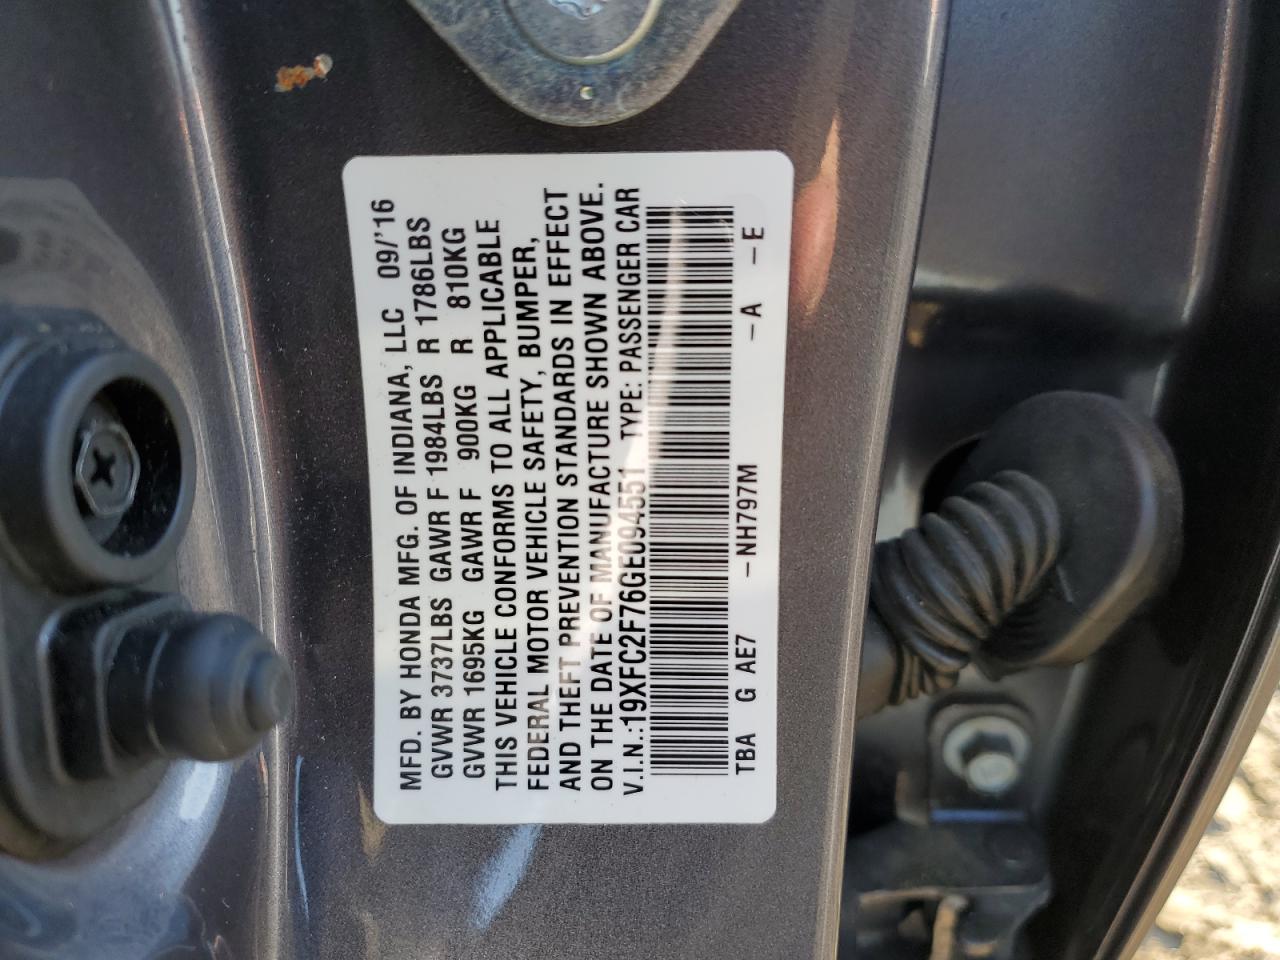 MFD. BY HONDA MFG. OF INDIANA, LLC 09/'16
GVWR 3737LBS GAWR F 1984LBS R 1786LBS
GVWR 1695KG GAWR F 900KG R 810KG
THIS VEHICLE CONFORMS TO ALL APPLICABLE
FEDERAL MOTOR VEHICLE SAFETY, BUMPER,
AND THEFT PREVENTION STANDARDS IN EFFECT
ON THE DATE OF MANUFACTURE SHOWN ABOVE.
V.I.N.:19XFC2F76GE094551 TYPE: PASSENGER CAR
TBA G AE7 -NH797M -A -E